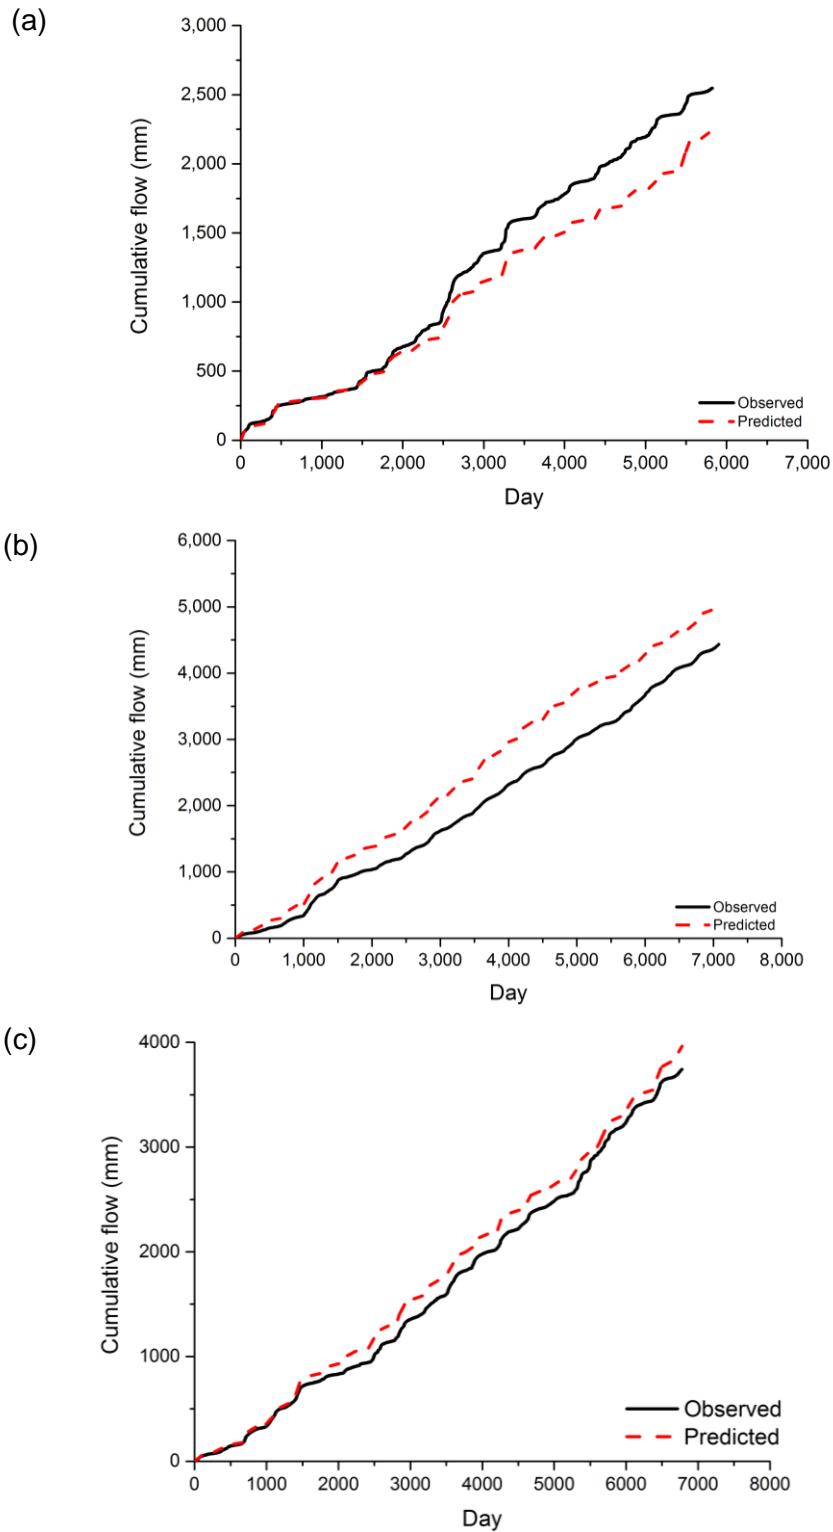 (a)
3,000
2,500
2,000
1,500
1,000
500
0
Cumulative flow (mm)
Observed
Predicted
0 1,000 2,000 3,000 4,000 5,000 6,000 7,000
Day
(b)
6,000
5,000
4,000
3,000
2,000
1,000
0
Cumulative flow (mm)
Observed
Predicted
0 1,000 2,000 3,000 4,000 5,000 6,000 7,000 8,000
Day
(c)
4000
3000
2000
1000
0
Cumulative flow (mm)
Observed
Predicted
0 1000 2000 3000 4000 5000 6000 7000 8000
Day